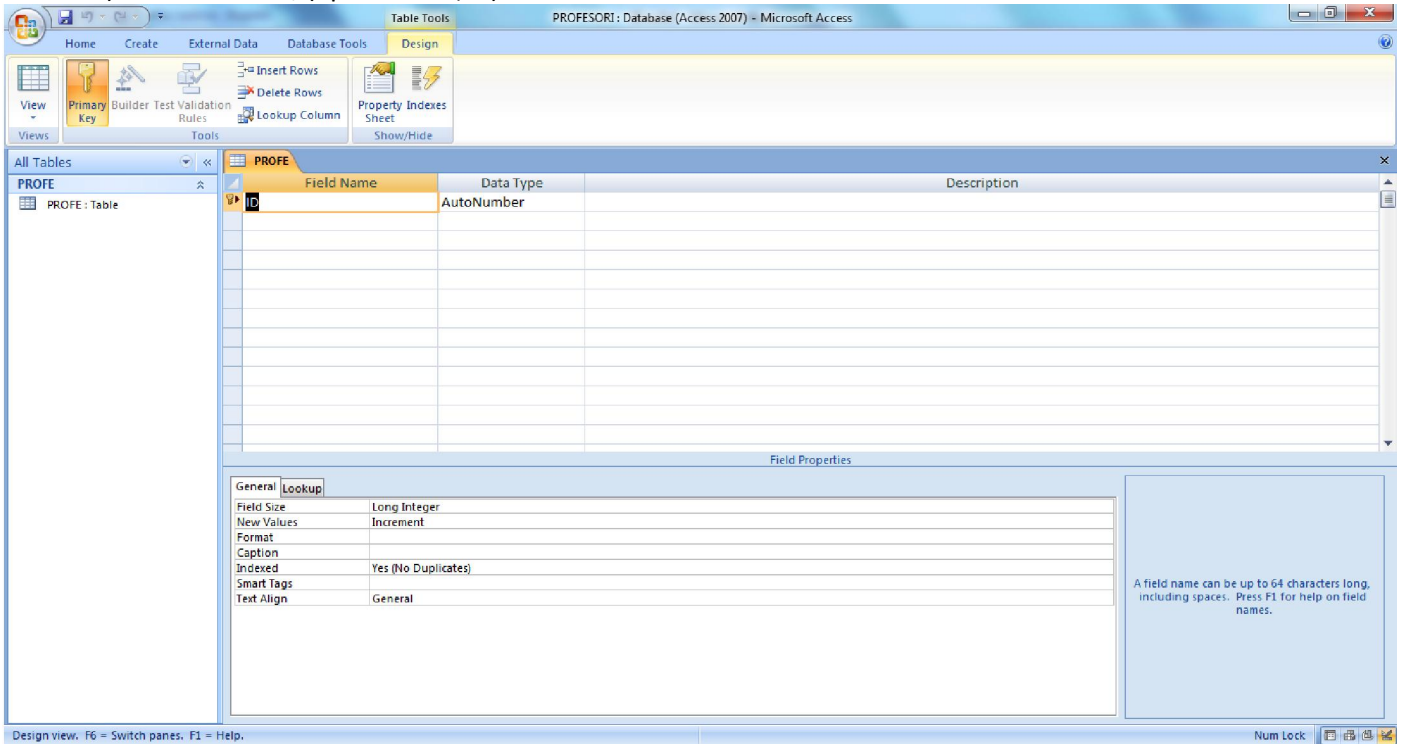 Table Tools PROFESORI : Database (Access 2007) - Microsoft Access
Home Create External Data Database Tools Design
View
Primary Key
Builder
Test Validation Rules
Insert Rows
Delete Rows
Lookup Column
Property Sheet
Indexes
Views Tools Show/Hide
All Tables
PROFE
PROFE
PROFE : Table
Field Name Data Type Description
ID AutoNumber
Field Properties
General Lookup
Field Size Long Integer
New Values Increment
Format
Caption
Indexed Yes (No Duplicates)
Smart Tags
Text Align General
A field name can be up to 64 characters long,
including spaces. Press F1 for help on field
names.
Design view. F6 = Switch panes. F1 = Help. Num Lock